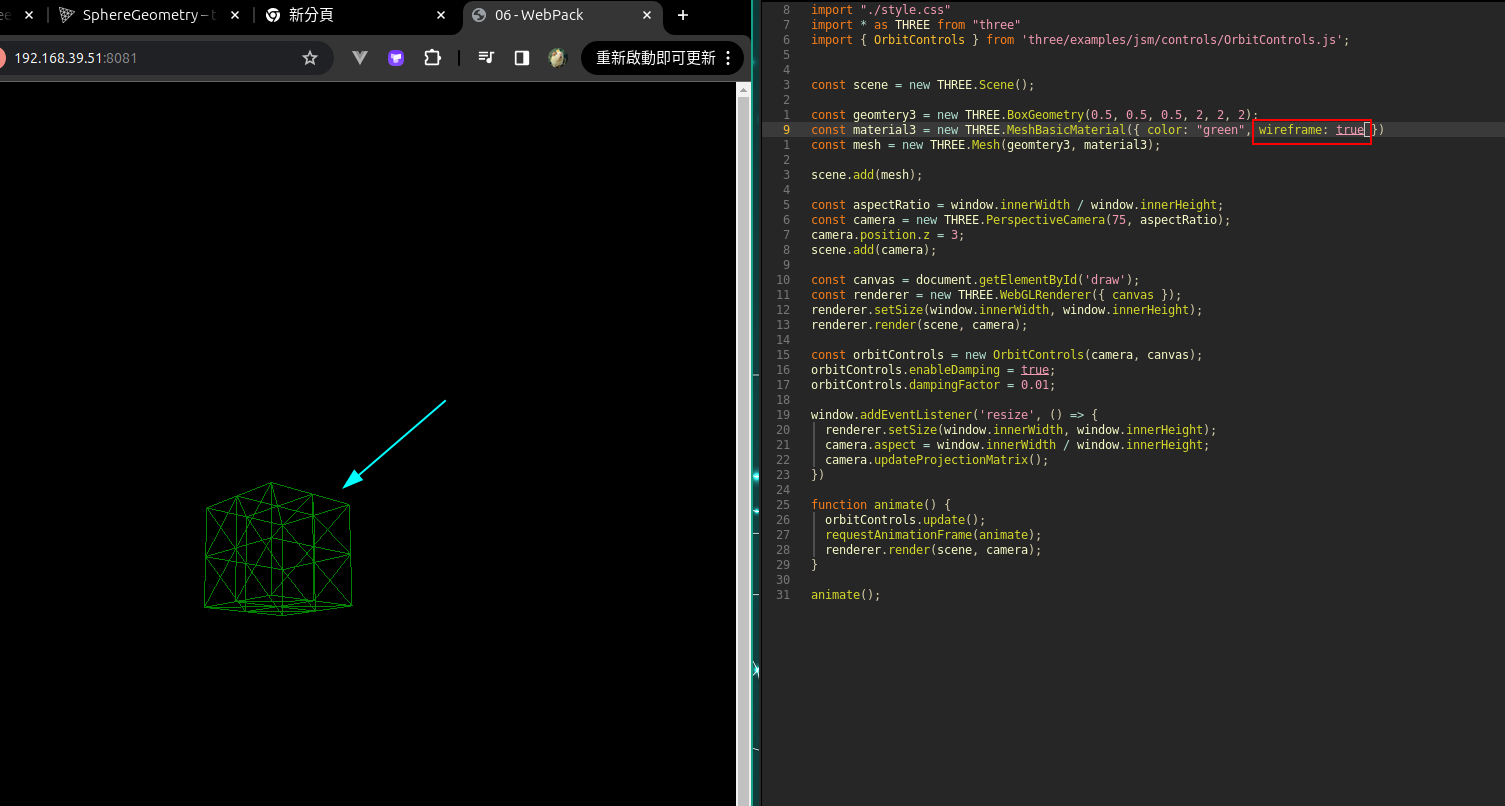 SphereGeometry – t
新分頁
06 - WebPack
192.168.39.51:8081
重新啟動即可更新
8 import "./style.css"
7 import * as THREE from "three"
6 import { OrbitControls } from 'three/examples/jsm/controls/OrbitControls.js';
5
4
3 const scene = new THREE.Scene();
2
1 const geomtery3 = new THREE.BoxGeometry(0.5, 0.5, 0.5, 2, 2, 2);
9 const material3 = new THREE.MeshBasicMaterial({ color: "green", wireframe: true })
1 const mesh = new THREE.Mesh(geomtery3, material3);
2
3 scene.add(mesh);
4
5 const aspectRatio = window.innerWidth / window.innerHeight;
6 const camera = new THREE.PerspectiveCamera(75, aspectRatio);
7 camera.position.z = 3;
8 scene.add(camera);
9
10 const canvas = document.getElementById('draw');
11 const renderer = new THREE.WebGLRenderer({ canvas });
12 renderer.setSize(window.innerWidth, window.innerHeight);
13 renderer.render(scene, camera);
14
15 const orbitControls = new OrbitControls(camera, canvas);
16 orbitControls.enableDamping = true;
17 orbitControls.dampingFactor = 0.01;
18
19 window.addEventListener('resize', () => {
20 renderer.setSize(window.innerWidth, window.innerHeight);
21 camera.aspect = window.innerWidth / window.innerHeight;
22 camera.updateProjectionMatrix();
23 })
24
25 function animate() {
26 orbitControls.update();
27 requestAnimationFrame(animate);
28 renderer.render(scene, camera);
29 }
30
31 animate();